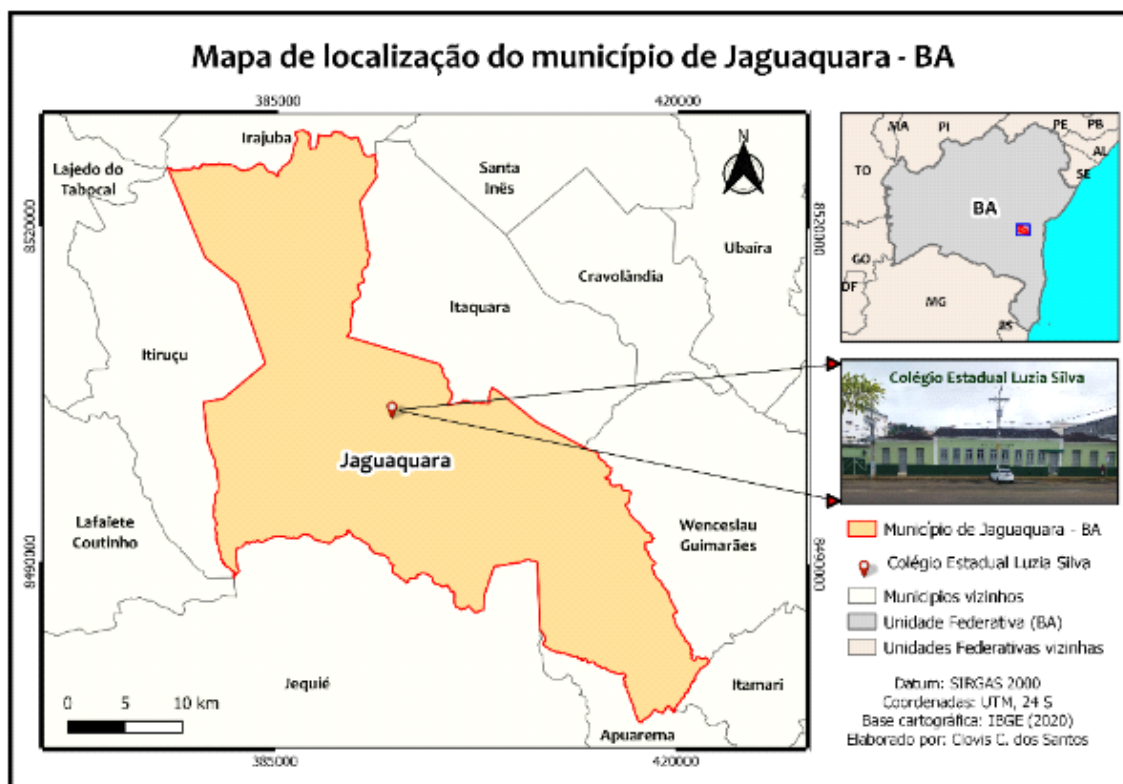 Mapa de localização do município de Jaguaquara - BA
385000
420000
Irajuba
Lajedo do
Tabocal
Santa
Inês
N
8520000
8520000
Ubaíra
Cravolândia
Itaquara
Itiruçu
Jaguaquara
Lafaiete
Coutinho
Wenceslau
Guimarães
8490000
8490000
Jequié
Itamari
Apuarema
0 5 10 km
385000
420000
MA
PI
PE
PB
AL
SE
TO
BA
GO
DF
MG
ES
Colégio Estadual Luzia Silva
Município de Jaguaquara - BA
Colégio Estadual Luzia Silva
Municípios vizinhos
Unidade Federativa (BA)
Unidades Federativas vizinhas
Datum: SIRGAS 2000
Coordenadas: UTM, 24 S
Base cartográfica: IBGE (2020)
Elaborado por: Clovis C. dos Santos